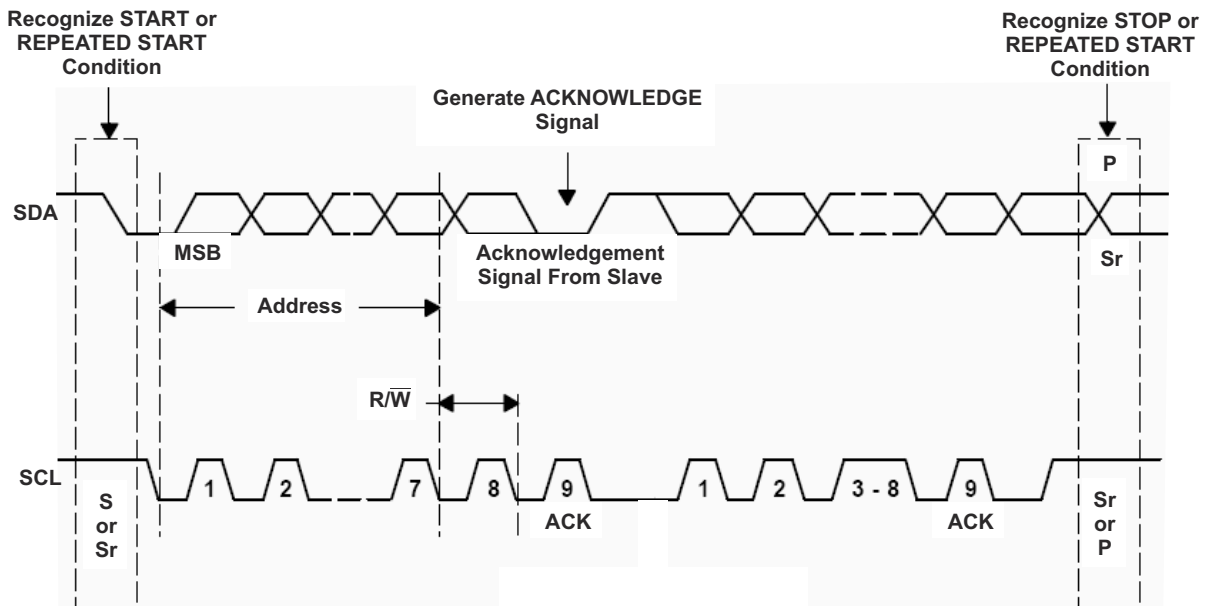 Recognize START or
REPEATED START
Condition
Recognize STOP or
REPEATED START
Condition
Generate ACKNOWLEDGE
Signal
P
SDA
MSB
Acknowledgement
Signal From Slave
Sr
Address
R/W̅
SCL
1 2 7 8 9 1 2 3 - 8 9
S
or
Sr
ACK
ACK
Sr
or
P